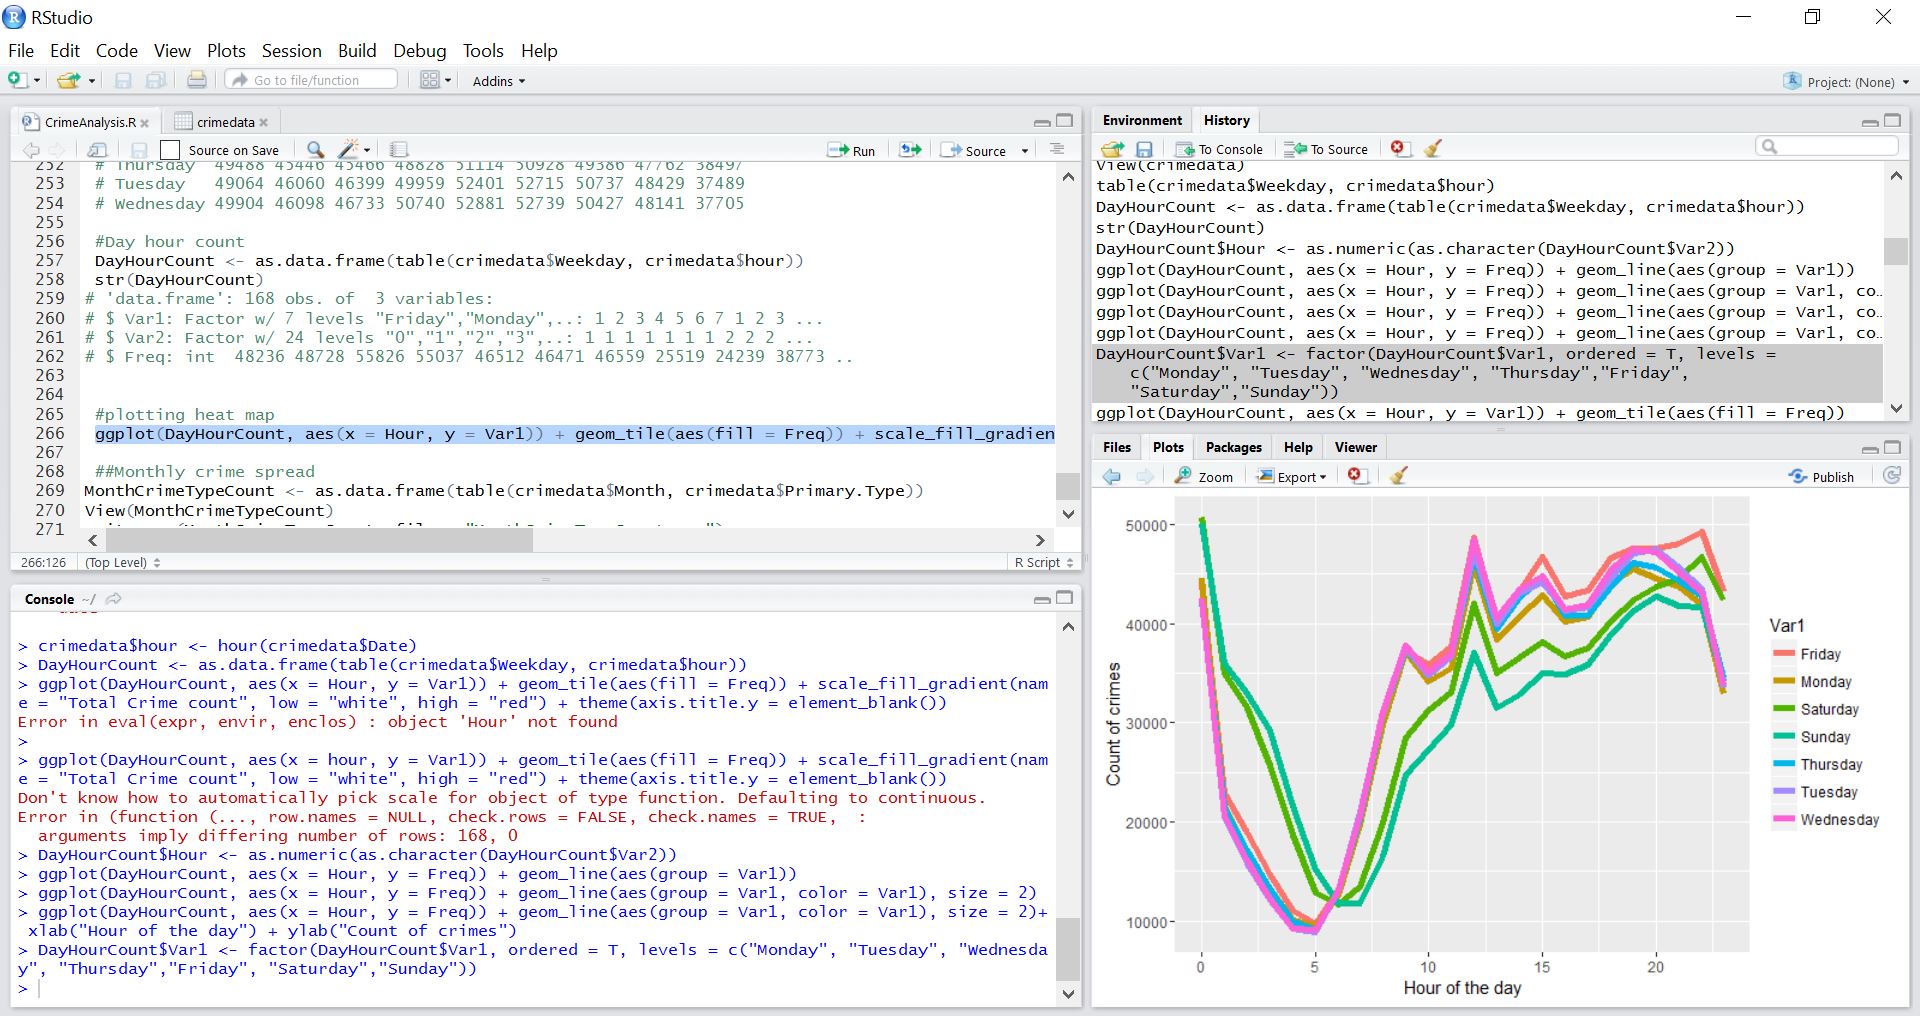 RStudio
File Edit Code View Plots Session Build Debug Tools Help
Go to file/function Addins Project: (None)
CrimeAnalysis.R crimedata
Source on Save Run Source
252 # Thursday 49488 45446 45466 48828 51114 50928 49386 47762 38497
253 # Tuesday 49064 46060 46399 49959 52401 52715 50737 48429 37489
254 # Wednesday 49904 46098 46733 50740 52881 52739 50427 48141 37705
255
256 #Day hour count
257 DayHourCount <- as.data.frame(table(crimedata$Weekday, crimedata$hour))
258 str(DayHourCount)
259 # 'data.frame': 168 obs. of 3 variables:
260 # $ Var1: Factor w/ 7 levels "Friday","Monday",..: 1 2 3 4 5 6 7 1 2 3 ...
261 # $ Var2: Factor w/ 24 levels "0","1","2","3",..: 1 1 1 1 1 1 1 2 2 2 ...
262 # $ Freq: int 48236 48728 55826 55037 46512 46471 46559 25519 24239 38773 ..
263
264
265 #plotting heat map
266 ggplot(DayHourCount, aes(x = Hour, y = Var1)) + geom_tile(aes(fill = Freq)) + scale_fill_gradien
267
268 ##Monthly crime spread
269 MonthCrimeTypeCount <- as.data.frame(table(crimedata$Month, crimedata$Primary.Type))
270 View(MonthCrimeTypeCount)
271
266:126 (Top Level) R Script
Console ~/
> crimedata$hour <- hour(crimedata$Date)
> DayHourCount <- as.data.frame(table(crimedata$Weekday, crimedata$hour))
> ggplot(DayHourCount, aes(x = Hour, y = Var1)) + geom_tile(aes(fill = Freq)) + scale_fill_gradient(nam
e = "Total Crime count", low = "white", high = "red") + theme(axis.title.y = element_blank())
Error in eval(expr, envir, enclos) : object 'Hour' not found
>
> ggplot(DayHourCount, aes(x = hour, y = Var1)) + geom_tile(aes(fill = Freq)) + scale_fill_gradient(nam
e = "Total Crime count", low = "white", high = "red") + theme(axis.title.y = element_blank())
Don't know how to automatically pick scale for object of type function. Defaulting to continuous.
Error in (function (..., row.names = NULL, check.rows = FALSE, check.names = TRUE, :
arguments imply differing number of rows: 168, 0
> DayHourCount$Hour <- as.numeric(as.character(DayHourCount$Var2))
> ggplot(DayHourCount, aes(x = Hour, y = Freq)) + geom_line(aes(group = Var1))
> ggplot(DayHourCount, aes(x = Hour, y = Freq)) + geom_line(aes(group = Var1, color = Var1), size = 2)
> ggplot(DayHourCount, aes(x = Hour, y = Freq)) + geom_line(aes(group = Var1, color = Var1), size = 2)+
xlab("Hour of the day") + ylab("Count of crimes")
> DayHourCount$Var1 <- factor(DayHourCount$Var1, ordered = T, levels = c("Monday", "Tuesday", "Wednesda
y", "Thursday","Friday", "Saturday","Sunday"))
>
Environment History
To Console To Source
View(crimedata)
table(crimedata$Weekday, crimedata$hour)
DayHourCount <- as.data.frame(table(crimedata$Weekday, crimedata$hour))
str(DayHourCount)
DayHourCount$Hour <- as.numeric(as.character(DayHourCount$Var2))
ggplot(DayHourCount, aes(x = Hour, y = Freq)) + geom_line(aes(group = Var1))
ggplot(DayHourCount, aes(x = Hour, y = Freq)) + geom_line(aes(group = Var1, co…
ggplot(DayHourCount, aes(x = Hour, y = Freq)) + geom_line(aes(group = Var1, co…
ggplot(DayHourCount, aes(x = Hour, y = Freq)) + geom_line(aes(group = Var1, co…
DayHourCount$Var1 <- factor(DayHourCount$Var1, ordered = T, levels =
c("Monday", "Tuesday", "Wednesday", "Thursday","Friday",
"Saturday","Sunday"))
ggplot(DayHourCount, aes(x = Hour, y = Var1)) + geom_tile(aes(fill = Freq))
Files Plots Packages Help Viewer
Zoom Export Publish
50000
40000
30000
20000
10000
Count of crimes
0 5 10 15 20
Hour of the day
Var1
Friday
Monday
Saturday
Sunday
Thursday
Tuesday
Wednesday